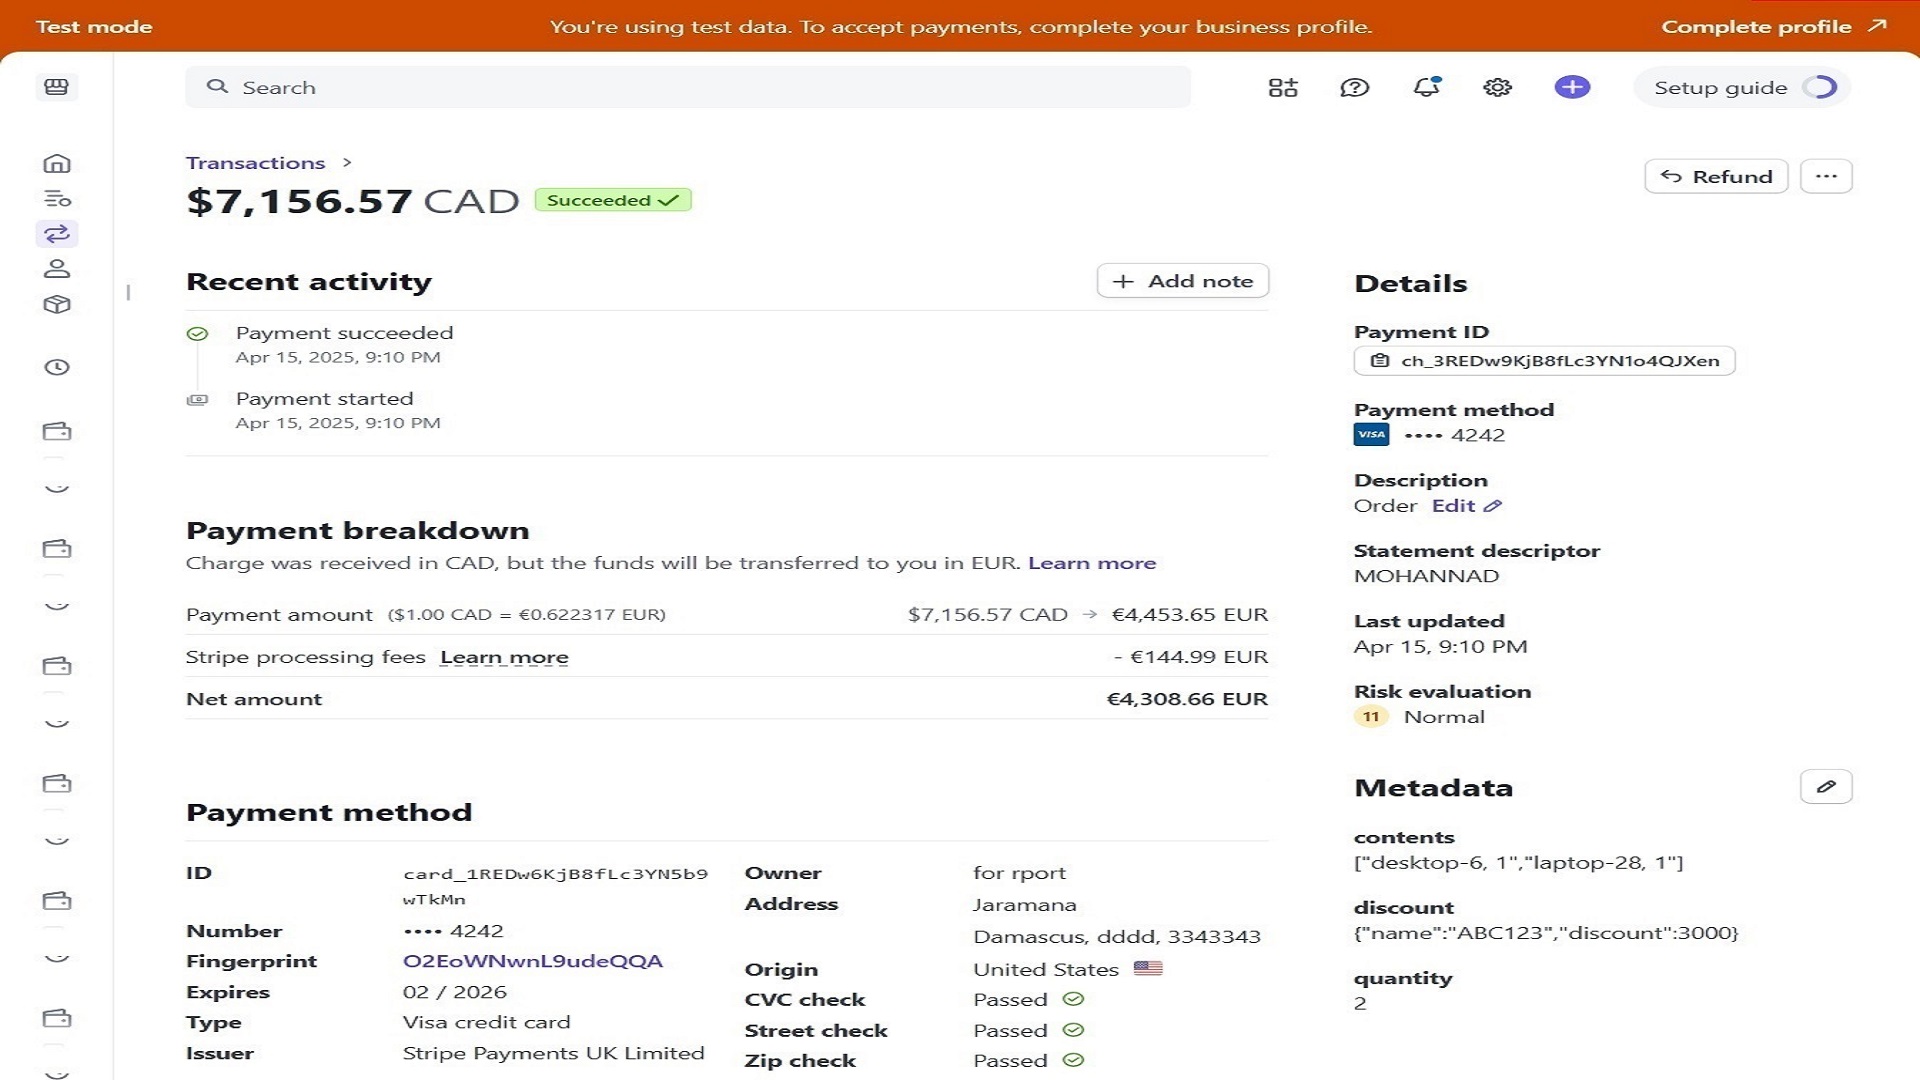 Test mode
You're using test data. To accept payments, complete your business profile.
Complete profile
Search
Setup guide
Transactions
$7,156.57 CAD Succeeded
Refund
Recent activity
Add note
Payment succeeded
Apr 15, 2025, 9:10 PM
Payment started
Apr 15, 2025, 9:10 PM
Payment breakdown
Charge was received in CAD, but the funds will be transferred to you in EUR. Learn more
Payment amount ($1.00 CAD = €0.622317 EUR) $7,156.57 CAD → €4,453.65 EUR
Stripe processing fees Learn more - €144.99 EUR
Net amount €4,308.66 EUR
Payment method
ID card_1REDw6KjB8fLc3YN5b9
wTkMn
Number •••• 4242
Fingerprint O2EoWNwnL9udeQQA
Expires 02 / 2026
Type Visa credit card
Issuer Stripe Payments UK Limited
Owner for rport
Address Jaramana
Damascus, dddd, 3343343
Origin United States
CVC check Passed
Street check Passed
Zip check Passed
Details
Payment ID
ch_3REDw9KjB8fLc3YN1o4QJXen
Payment method
VISA •••• 4242
Description
Order Edit
Statement descriptor
MOHANNAD
Last updated
Apr 15, 9:10 PM
Risk evaluation
11 Normal
Metadata
contents
["desktop-6, 1","laptop-28, 1"]
discount
{"name":"ABC123","discount":3000}
quantity
2